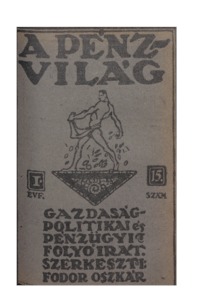 A PÉNZ-
VILÁG
I. 15.
ÉVF. SZÁM
GAZDASÁG-
POLITIKAI és
PÉNZÜGYI
FOLYÓIRAT.
SZERKESZTI:
FODOR OSZKÁR